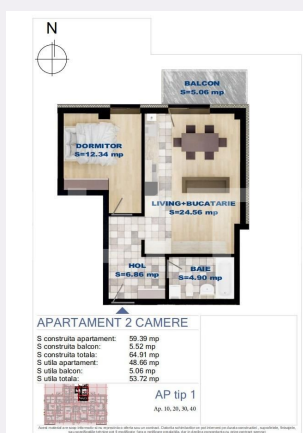 N
BALCON
S=5.06 mp
DORMITOR
S=12.34 mp
LIVING+BUCATARIE
S=24.56 mp
HOL
S=6.86 mp
BAIE
S=4.90 mp
APARTAMENT 2 CAMERE
S construita apartament: 59.39 mp
S construita balcon: 5.52 mp
S construita totala: 64.91 mp
S utila apartament: 48.66 mp
S utila balcon: 5.06 mp
S utila totala: 53.72 mp
AP tip 1
Ap. 10, 20, 30, 40